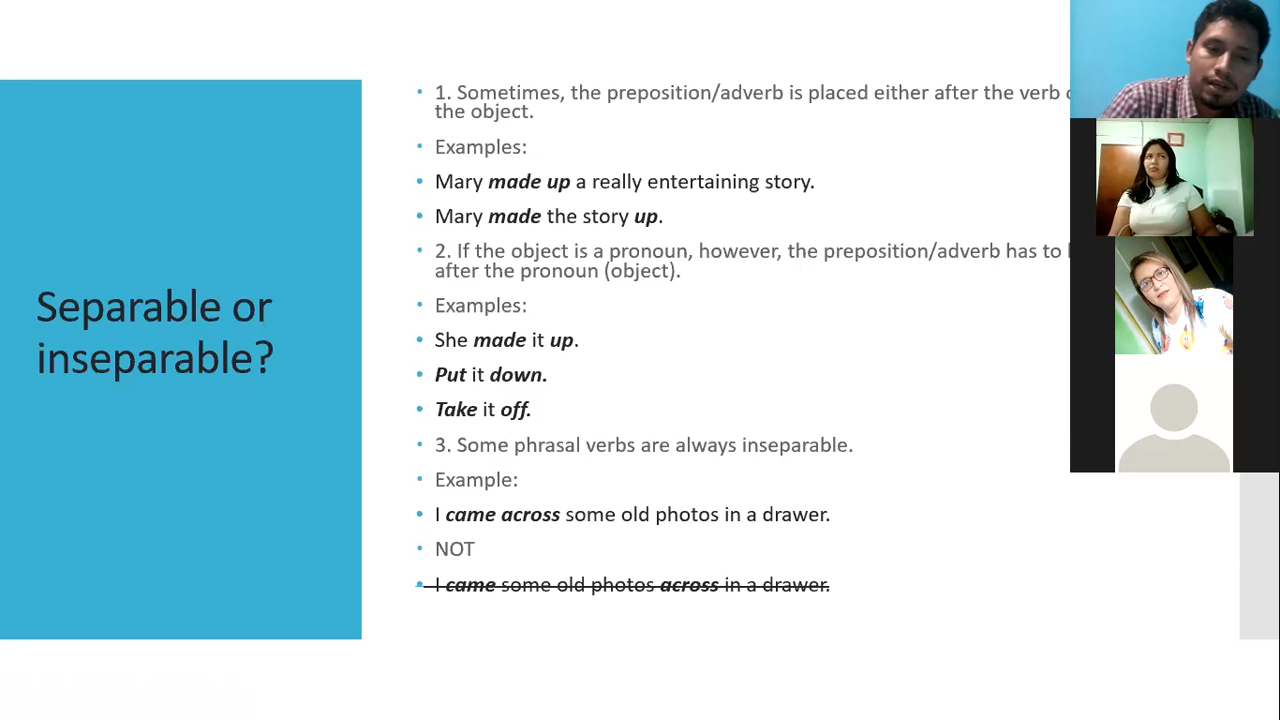 Separable or
inseparable?
1. Sometimes, the preposition/adverb is placed either after the verb
the object.
Examples:
Mary made up a really entertaining story.
Mary made the story up.
2. If the object is a pronoun, however, the preposition/adverb has to
after the pronoun (object).
Examples:
She made it up.
Put it down.
Take it off.
3. Some phrasal verbs are always inseparable.
Example:
I came across some old photos in a drawer.
NOT
I came some old photos across in a drawer.